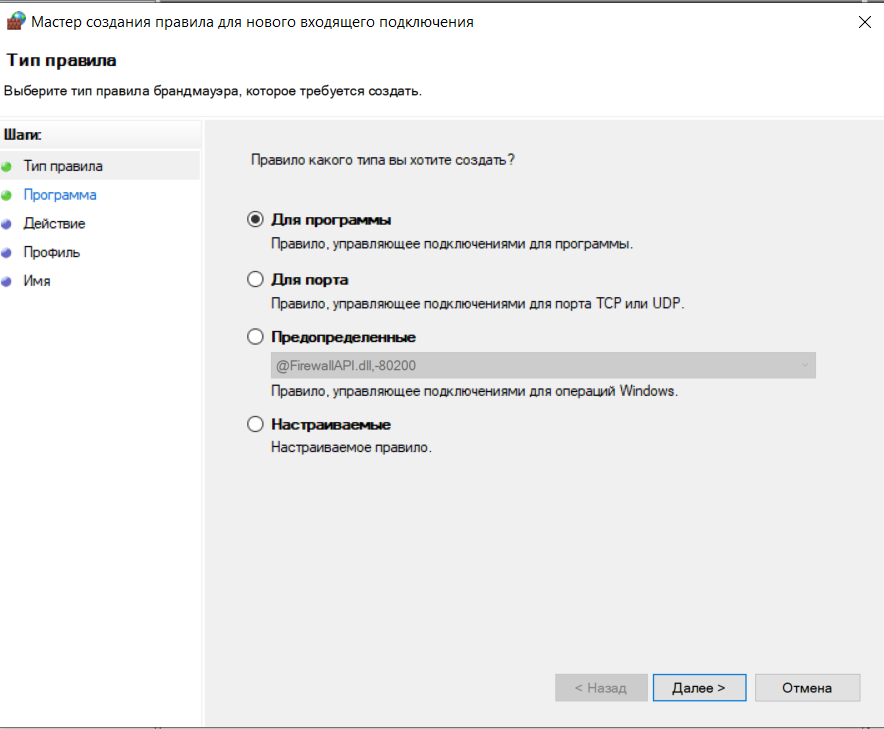 Мастер создания правила для нового входящего подключения
Тип правила
Выберите тип правила брандмауэра, которое требуется создать.
Шаги:
Тип правила
Программа
Действие
Профиль
Имя
Правило какого типа вы хотите создать?
Для программы
Правило, управляющее подключениями для программы.
Для порта
Правило, управляющее подключениями для порта TCP или UDP.
Предопределенные
@FirewallAPI.dll,-80200
Правило, управляющее подключениями для операций Windows.
Настраиваемые
Настраиваемое правило.
< Назад
Далее >
Отмена